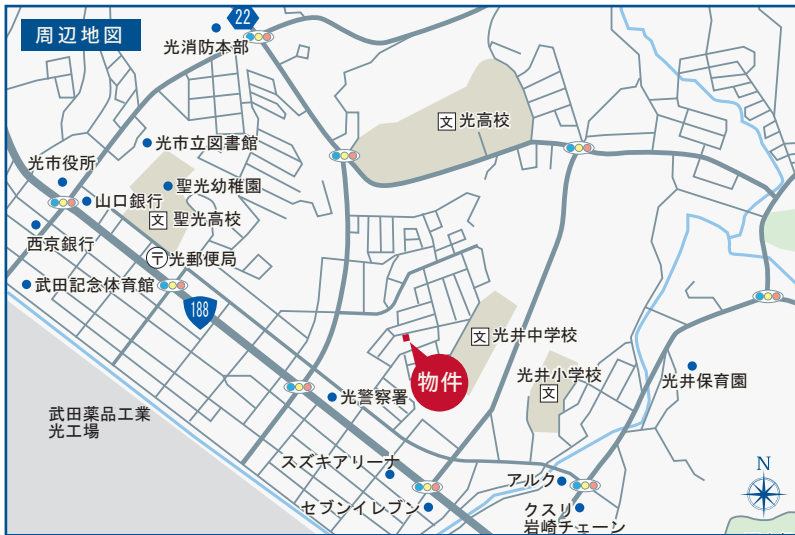 周辺地図
22
光消防本部
文 光高校
光市立図書館
光市役所
聖光幼稚園
山口銀行
文 聖光高校
西京銀行
〒光郵便局
武田記念体育館
188
文 光井中学校
物件
光井小学校
文
光井保育園
光警察署
武田薬品工業
光工場
スズキアリーナ
アルク
セブンイレブン
クスリ
岩崎チェーン
N